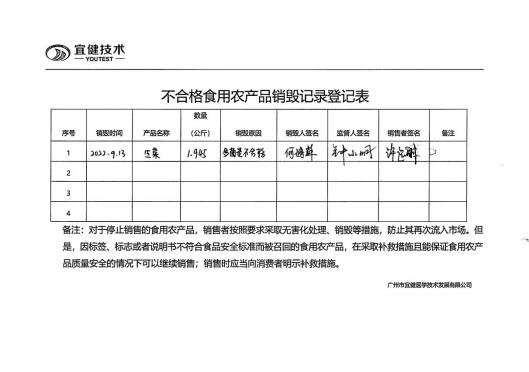 宜健技术
YOUTEST
不合格食用农产品销毁记录登记表
序号 销毁时间 产品名称 数量（公斤） 销毁原因 销毁人签名 监督人签名 销售者签名 备注
1 2022.9.13 生菜 1.945
2
3
4
备注：对于停止销售的食用农产品，销售者按照要求采取无害化处理、销毁等措施，防止其再次流入市场。但
是，因标签、标志或者说明书不符合食品安全标准而被召回的食用农产品，在采取补救措施且能保证食用农产
品质量安全的情况下可以继续销售；销售时应当向消费者明示补救措施。
广州市宜健医学技术发展有限公司